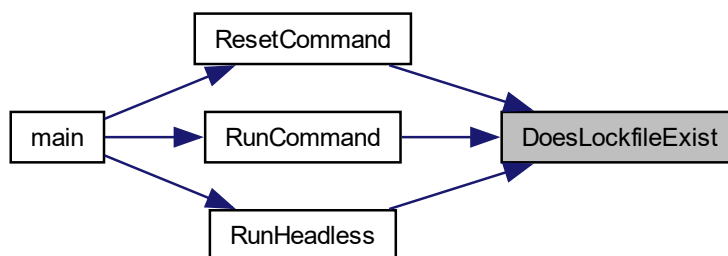 ResetCommand
main
RunCommand
DoesLockfileExist
RunHeadless